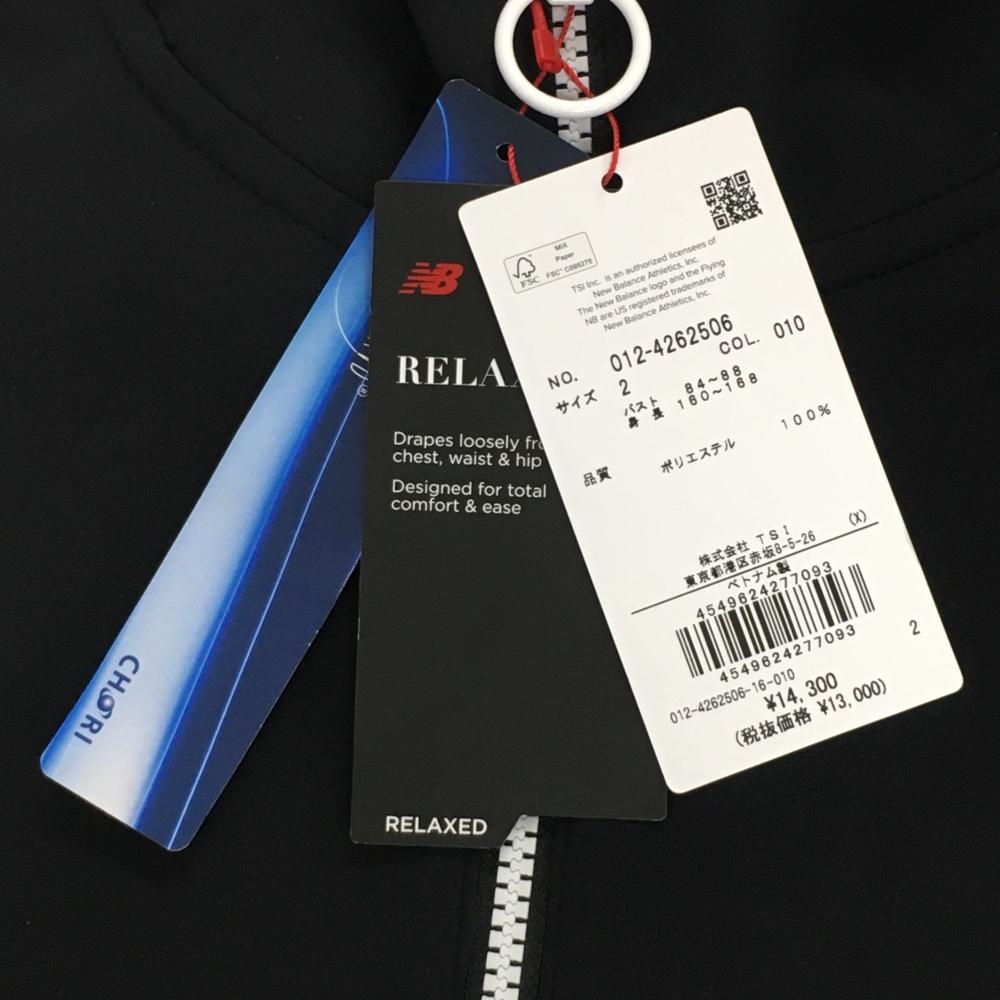 CHORI
NB
RELA
Drapes loosely
chest, waist & hip
Designed for total
comfort & ease
RELAXED
MIX
Paper
FSC™ C095275
FSC
TSI Inc. is an authorized licensees of
New Balance Athletics, Inc.
The New Balance logo and the Flying
NB are US registered trademarks of
New Balance Athletics, Inc.
NO. 012-4262506
COL. 010
サイズ 2
バスト 84~88
身長 160~168
品質 ポリエステル 100%
株式会社 TSI (X)
東京都港区赤坂8-5-26
ベトナム製
4549624277093
4549624277093
012-4262506-16-010 2
¥14,300
(税抜価格 ¥13,000)